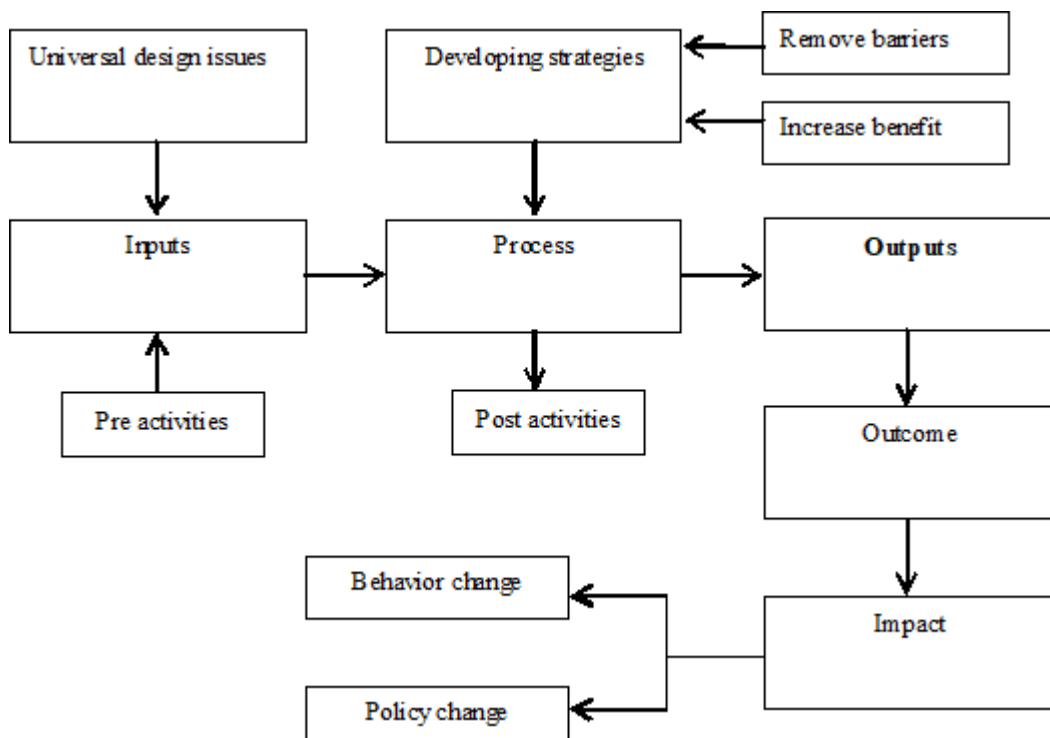 Universal design issues
Developing strategies
Remove barriers
Increase benefit
Inputs
Process
Outputs
Pre activities
Post activities
Outcome
Behavior change
Impact
Policy change